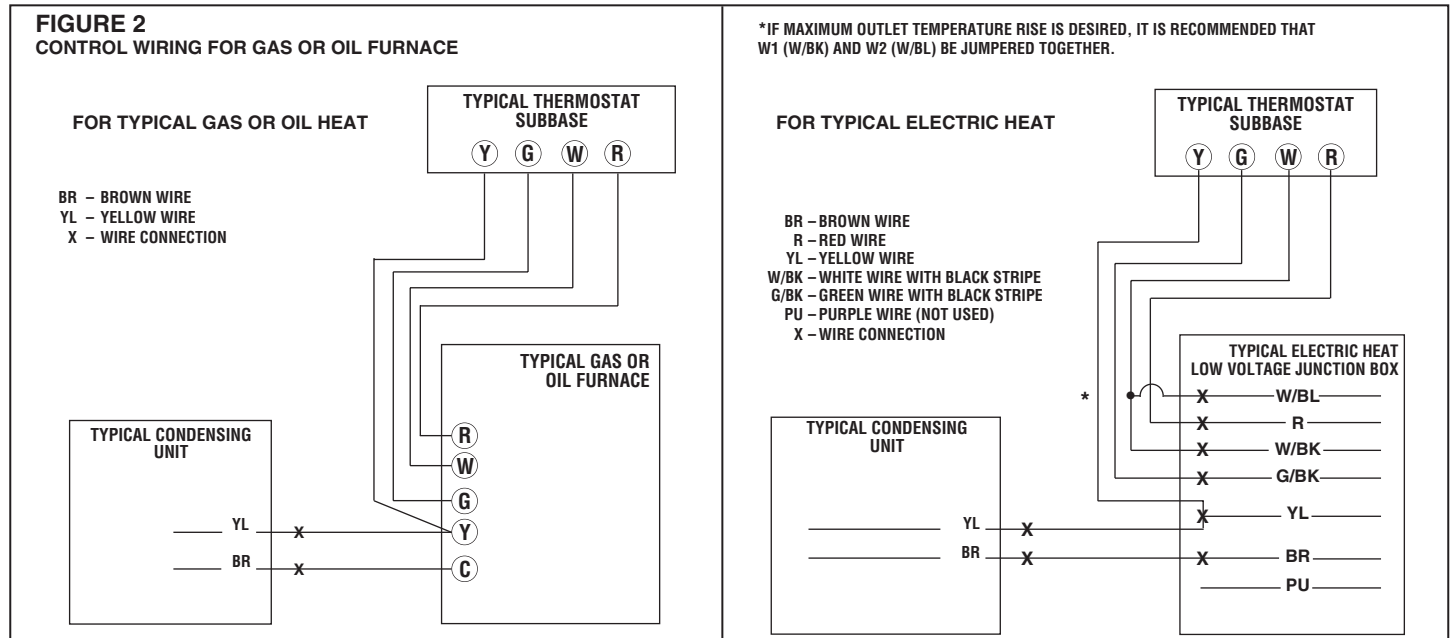 FIGURE 2
CONTROL WIRING FOR GAS OR OIL FURNACE
FOR TYPICAL GAS OR OIL HEAT
TYPICAL THERMOSTAT
SUBBASE
Y G W R
BR – BROWN WIRE
YL – YELLOW WIRE
X – WIRE CONNECTION
TYPICAL GAS OR
OIL FURNACE
R
W
G
Y
C
TYPICAL CONDENSING
UNIT
YL X
BR X
*IF MAXIMUM OUTLET TEMPERATURE RISE IS DESIRED, IT IS RECOMMENDED THAT
W1 (W/BK) AND W2 (W/BL) BE JUMPERED TOGETHER.
FOR TYPICAL ELECTRIC HEAT
TYPICAL THERMOSTAT
SUBBASE
Y G W R
BR – BROWN WIRE
R – RED WIRE
YL – YELLOW WIRE
W/BK – WHITE WIRE WITH BLACK STRIPE
G/BK – GREEN WIRE WITH BLACK STRIPE
PU – PURPLE WIRE (NOT USED)
X – WIRE CONNECTION
TYPICAL ELECTRIC HEAT
LOW VOLTAGE JUNCTION BOX
* X W/BL
X R
X W/BK
X G/BK
X YL
X BR
PU
TYPICAL CONDENSING
UNIT
YL X
BR X